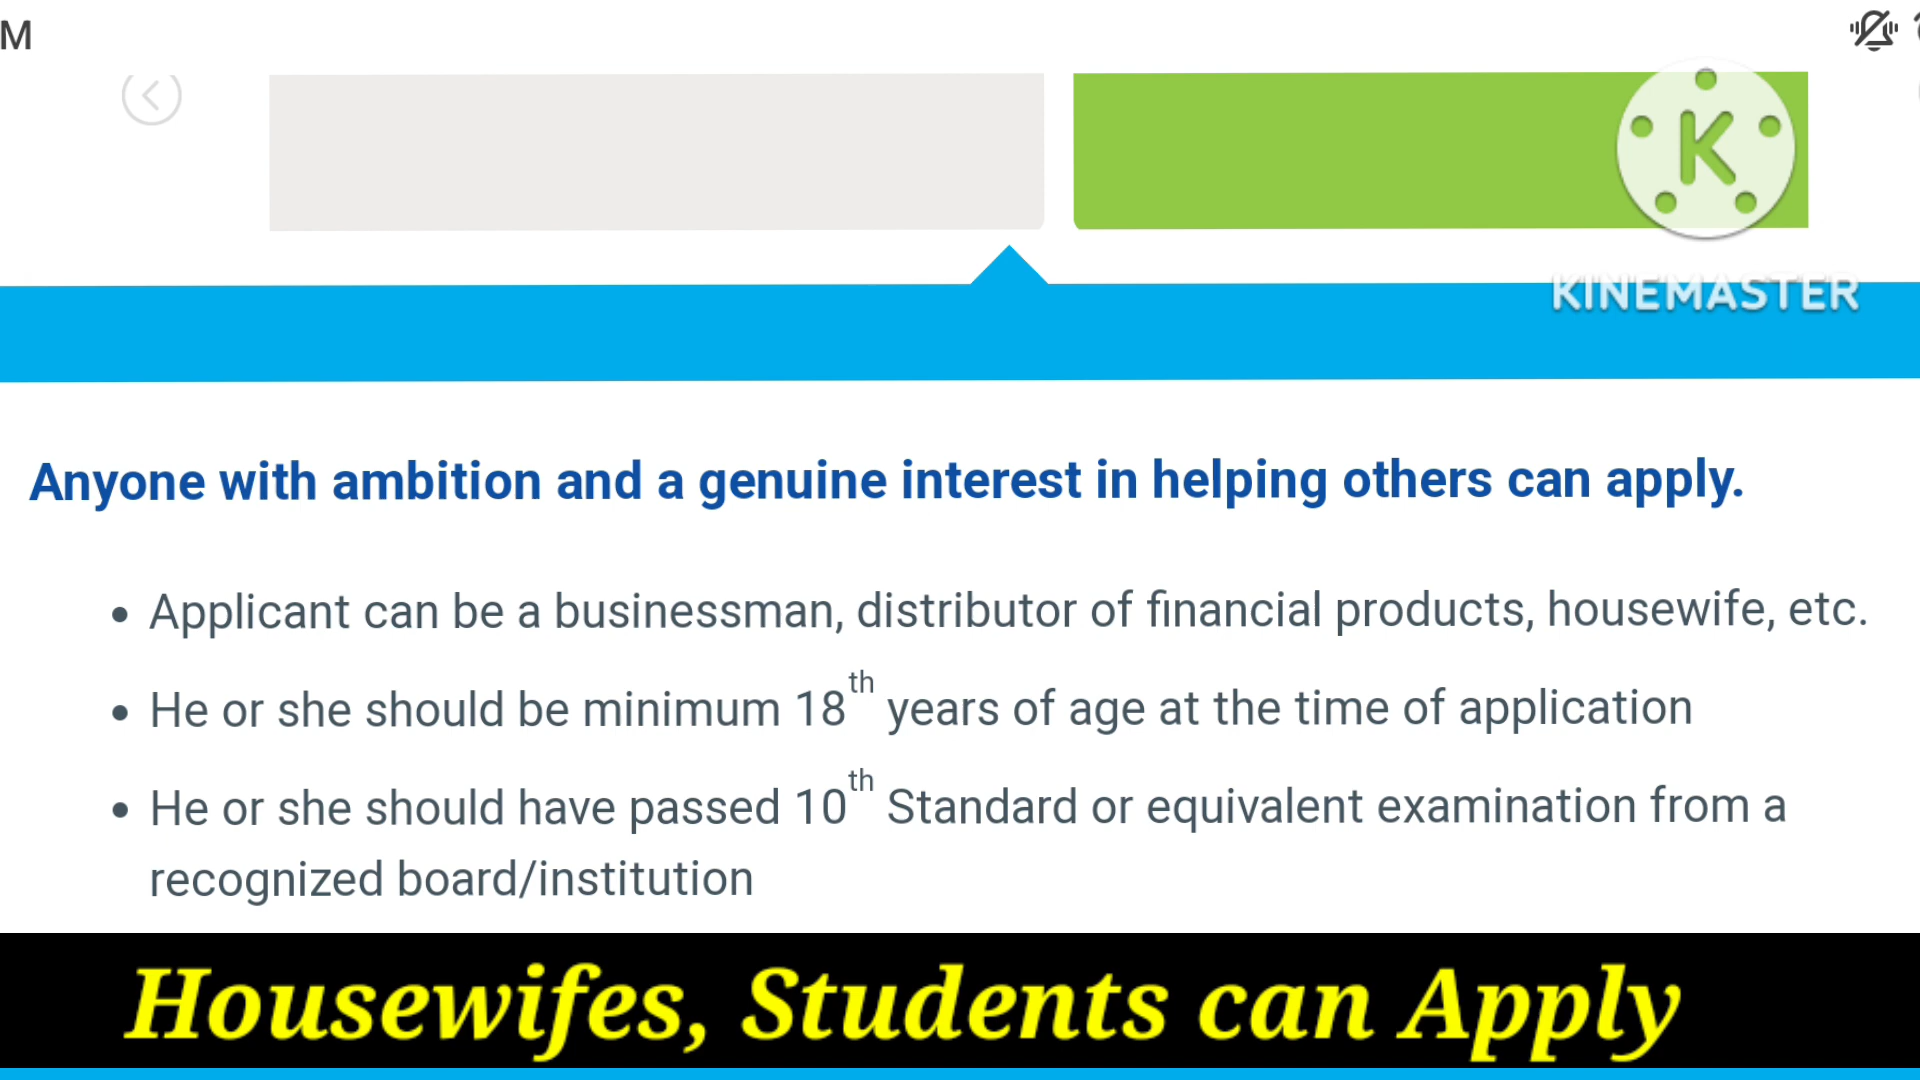 M
K
KINEMASTER
Anyone with ambition and a genuine interest in helping others can apply.
• Applicant can be a businessman, distributor of financial products, housewife, etc.
• He or she should be minimum 18th years of age at the time of application
• He or she should have passed 10th Standard or equivalent examination from a
recognized board/institution
Housewifes, Students can Apply